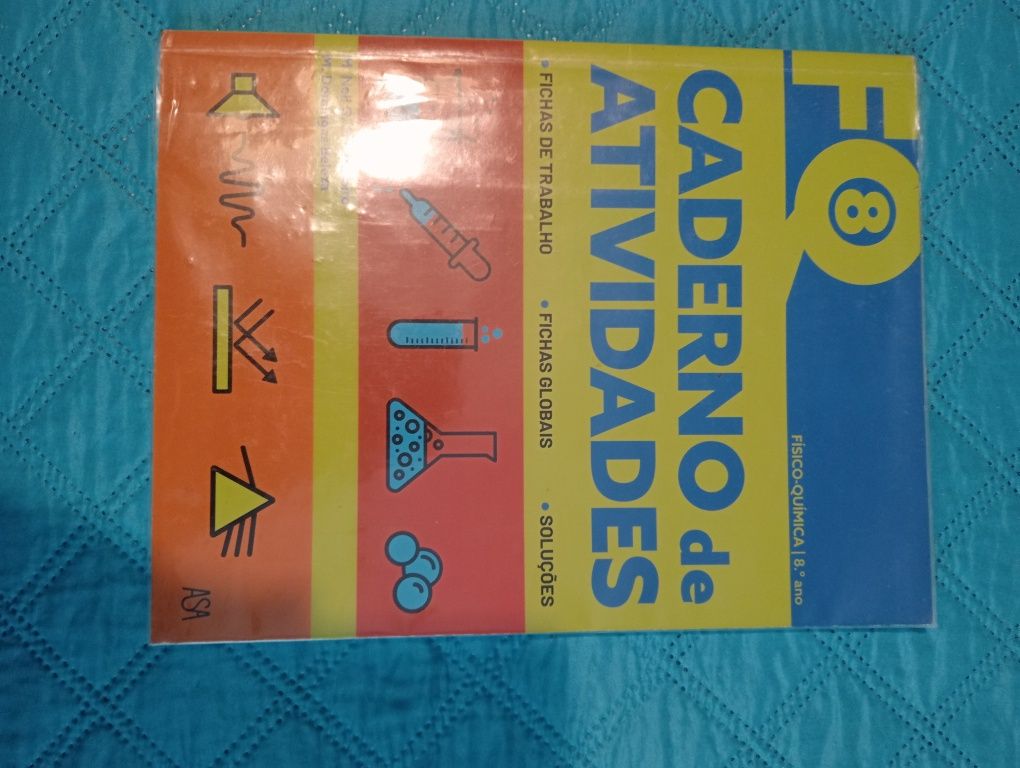 FQ8
FÍSICO-QUÍMICA | 8.º ano
CADERNO de
ATIVIDADES
• FICHAS DE TRABALHO • FICHAS GLOBAIS • SOLUÇÕES
ASA